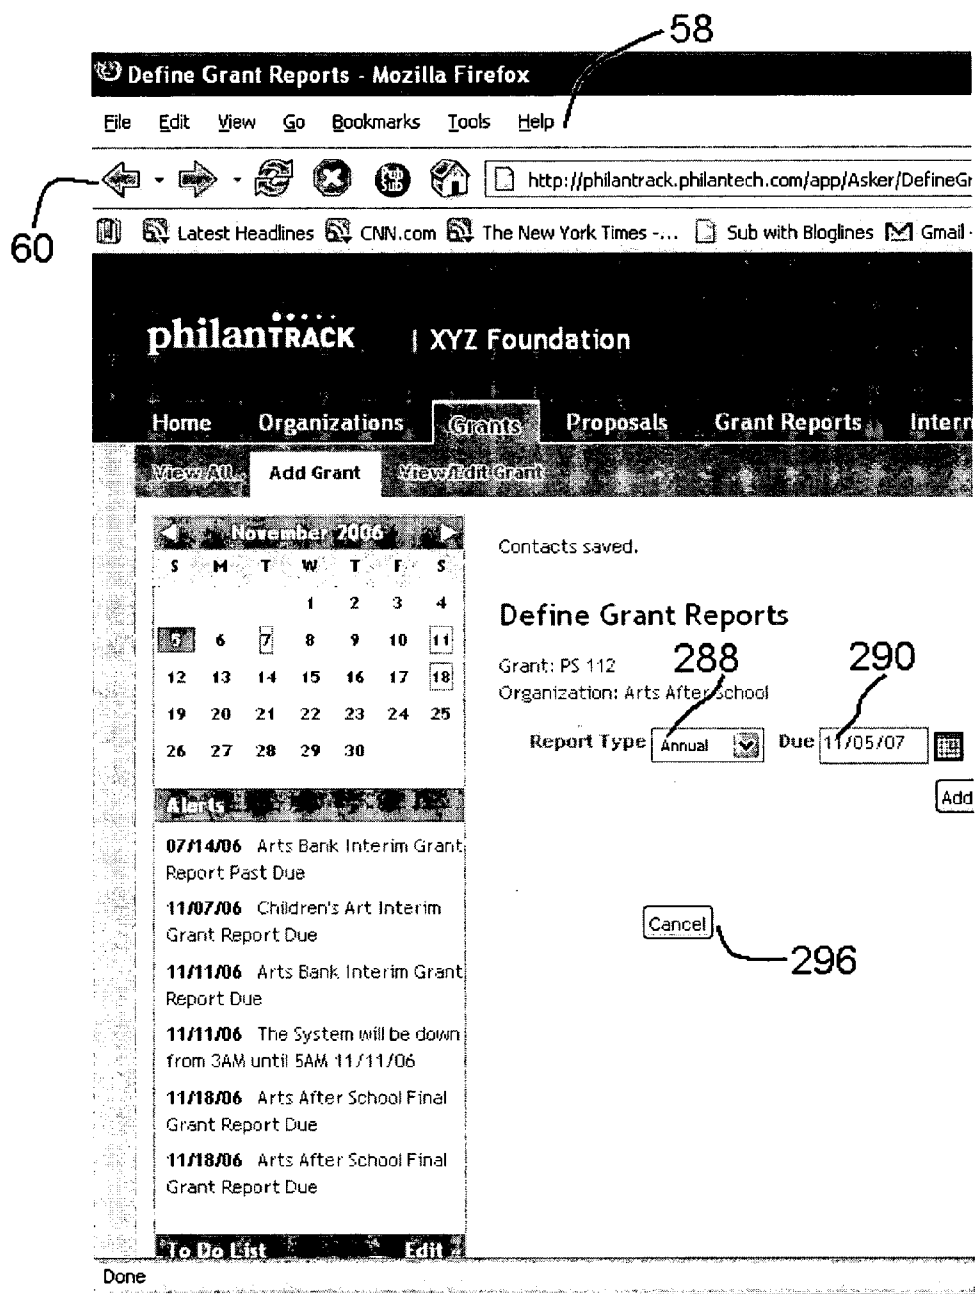 58
Define Grant Reports - Mozilla Firefox
File Edit View Go Bookmarks Tools Help
http://philantrack.philantech.com/app/Asker/DefineGr
60
Latest Headlines CNN.com The New York Times -... Sub with Bloglines Gmail -
philanTRACK | XYZ Foundation
Home Organizations Grants Proposals Grant Reports Intern
View All Add Grant View/Edit Grant
November 2006
S M T W T F S
1 2 3 4
5 6 7 8 9 10 11
12 13 14 15 16 17 18
19 20 21 22 23 24 25
26 27 28 29 30
Alerts
07/14/06 Arts Bank Interim Grant
Report Past Due
11/07/06 Children's Art Interim
Grant Report Due
11/11/06 Arts Bank Interim Grant
Report Due
11/11/06 The System will be down
from 3AM until 5AM 11/11/06
11/18/06 Arts After School Final
Grant Report Due
11/18/06 Arts After School Final
Grant Report Due
To Do List Edit
Contacts saved.
Define Grant Reports
Grant: PS 112 288 290
Organization: Arts After School
Report Type Annual Due 11/05/07
Add
Cancel
296
Done